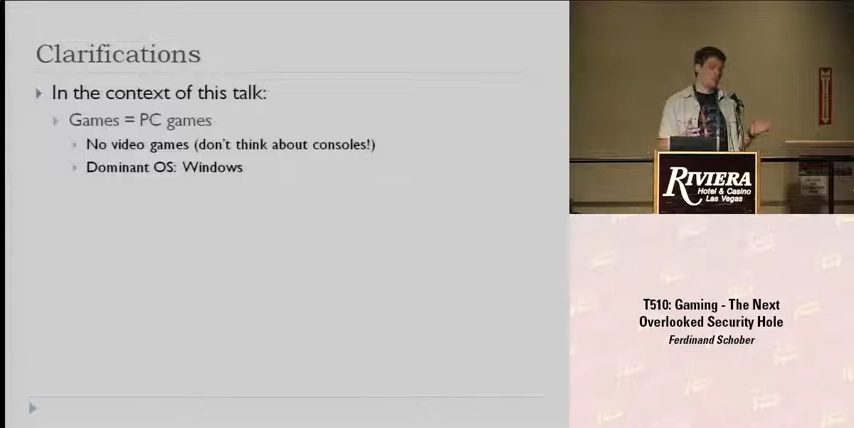 Clarifications
In the context of this talk:
Games = PC games
No video games (don't think about consoles!)
Dominant OS: Windows
RIVIERA
Hotel & Casino
Las Vegas
T510: Gaming - The Next
Overlooked Security Hole
Ferdinand Schober